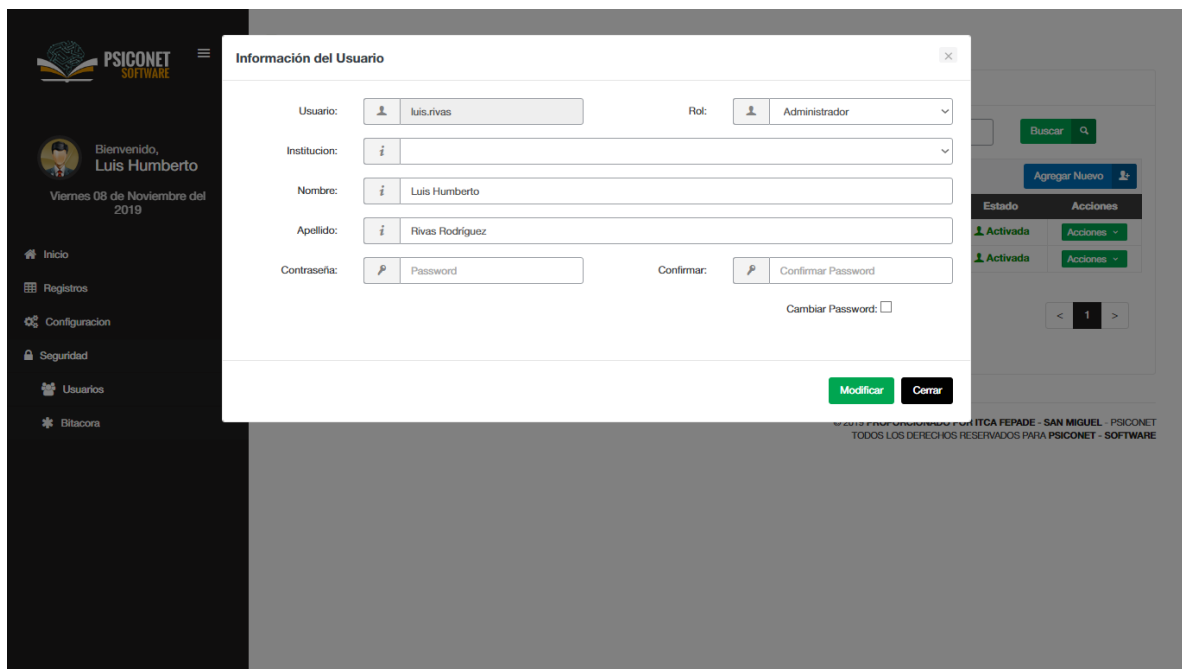 PSICONET
SOFTWARE
Bienvenido,
Luis Humberto
Viernes 08 de Noviembre del
2019
Inicio
Registros
Configuracion
Seguridad
Usuarios
Bitacora
Información del Usuario
×
Usuario:
luis.rivas
Rol:
Administrador
Institucion:
Nombre:
Luis Humberto
Apellido:
Rivas Rodríguez
Contraseña:
Password
Confirmar:
Confirmar Password
Cambiar Password:
Modificar
Cerrar
Buscar
Agregar Nuevo
Estado
Acciones
Activada
Acciones
Activada
Acciones
< 1 >
ITCA FEPADE - SAN MIGUEL - PSICONET
TODOS LOS DERECHOS RESERVADOS PARA PSICONET - SOFTWARE